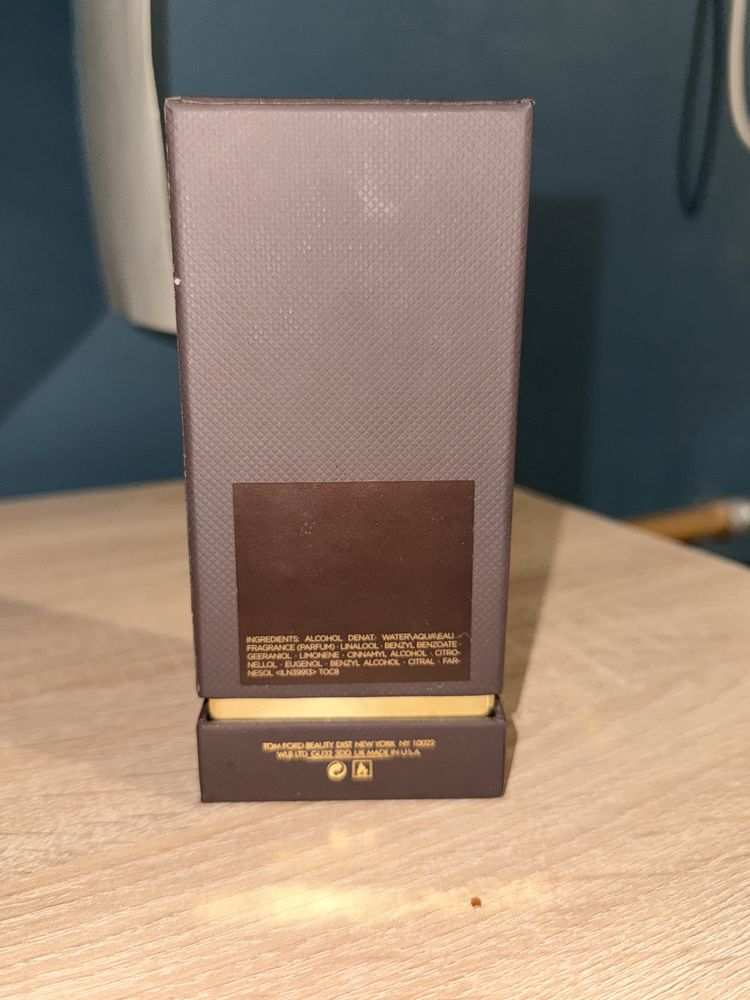 INGREDIENTS: ALCOHOL DENAT. · WATER\AQUA\EAU ·
FRAGRANCE (PARFUM) · LINALOOL · BENZYL BENZOATE ·
GEERANIOL · LIMONENE · CINNAMYL ALCOHOL · CITRO-
NELLOL · EUGENOL · BENZYL ALCOHOL · CITRAL · FAR-
NESOL <ILN39913> TOC8
TOM FORD BEAUTY, DIST. NEW YORK, NY 10022
WLB LTD, GU32 3DD, UK MADE IN U.S.A.